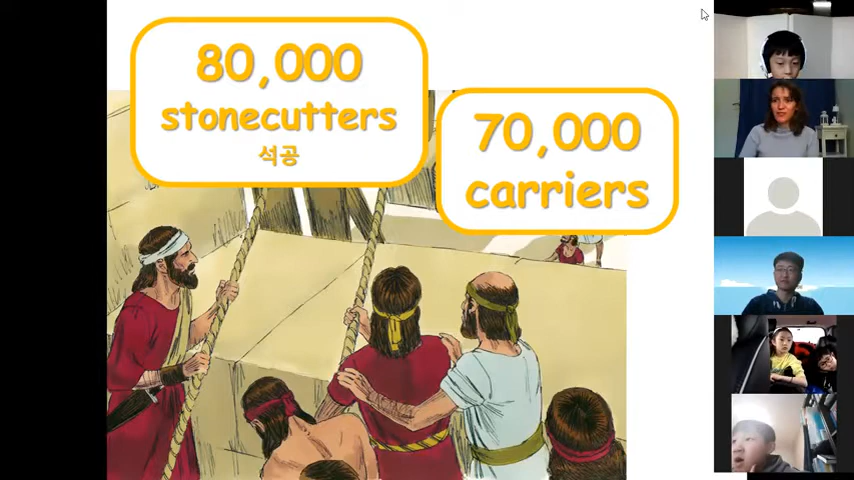 80,000
stonecutters
석공
70,000
carriers